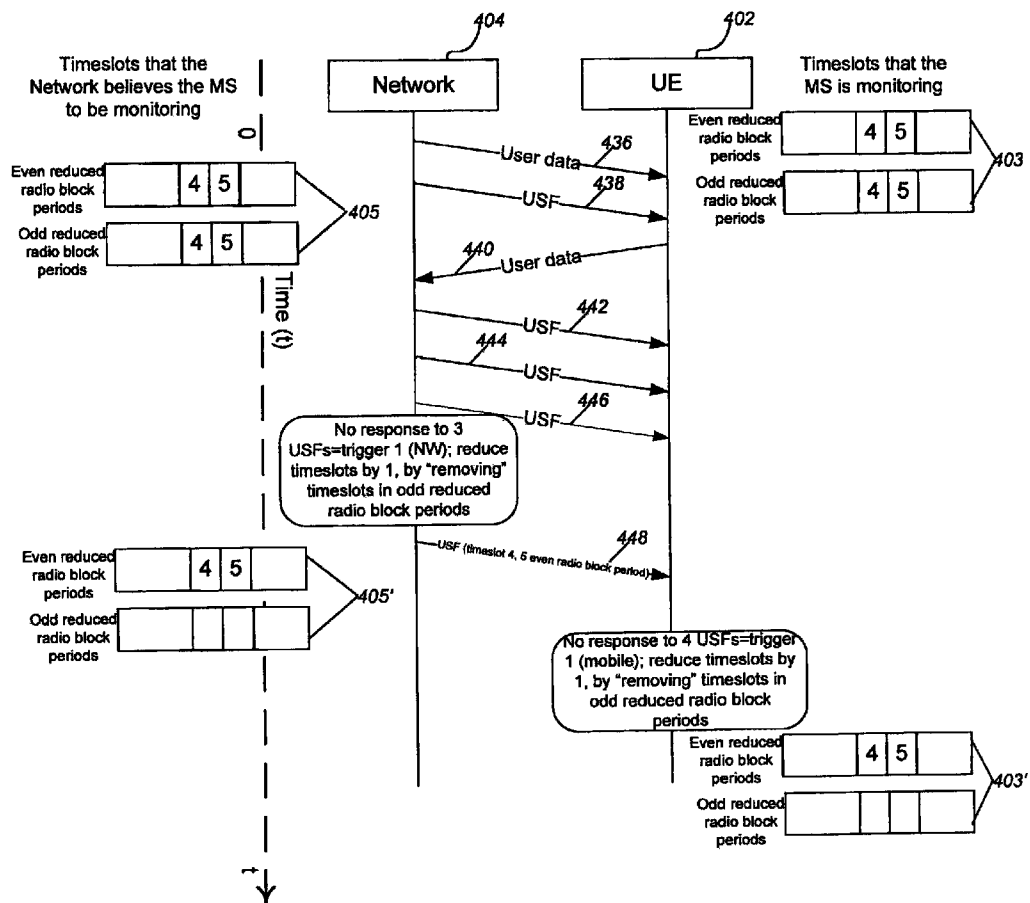 404
402
Timeslots that the
Network believes the MS
to be monitoring
Network
UE
Timeslots that the
MS is monitoring
0
Even reduced
radio block
periods
4 5
Odd reduced
radio block
periods
4 5
405
Time (t)
Even reduced
radio block
periods
4 5
Odd reduced
radio block
periods
4 5
403
436
User data
438
USF
440
User data
442
USF
444
USF
446
USF
No response to 3
USFs=trigger 1 (NW); reduce
timeslots by 1, by "removing"
timeslots in odd reduced
radio block periods
448
USF (timeslot 4, 5 even radio block period)
Even reduced
radio block
periods
4 5
Odd reduced
radio block
periods
405'
No response to 4 USFs=trigger
1 (mobile); reduce timeslots by
1, by "removing" timeslots in
odd reduced radio block
periods
Even reduced
radio block
periods
4 5
Odd reduced
radio block
periods
403'
t